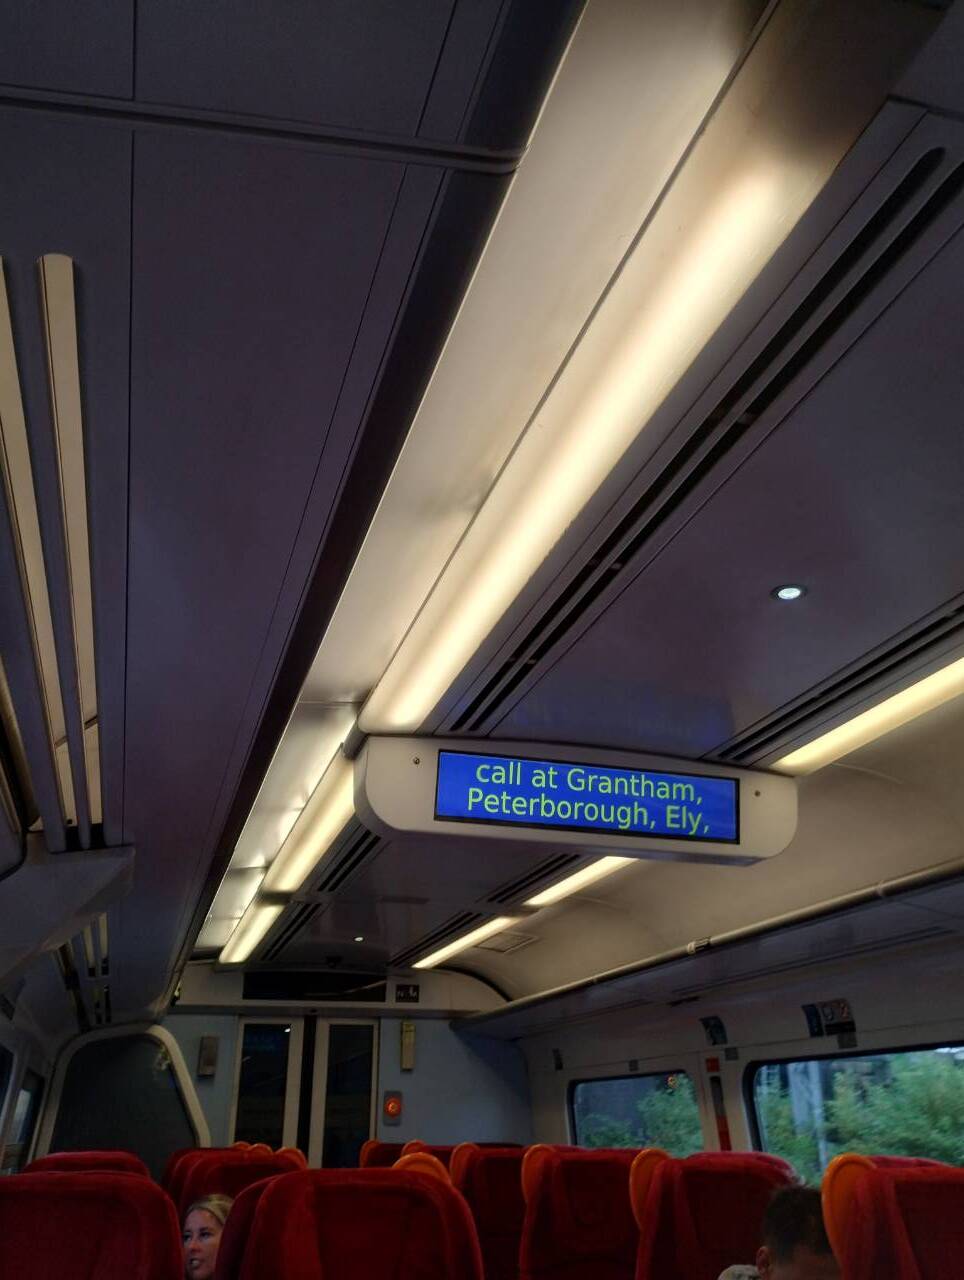 call at Grantham,
Peterborough, Ely,